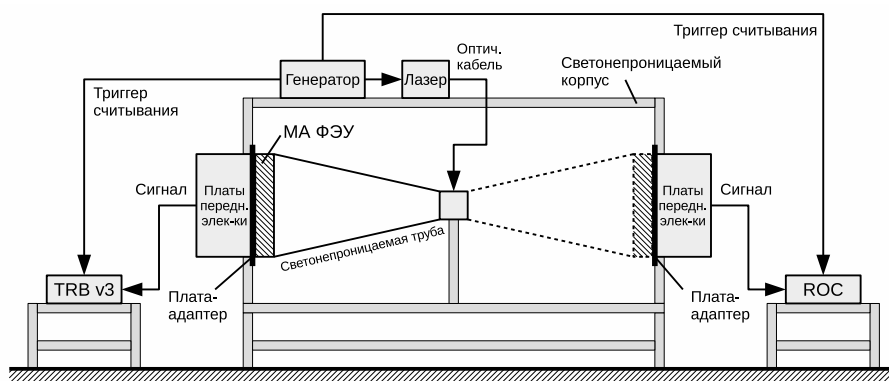 Триггер считывания
Оптич.
кабель
Светонепроницаемый
корпус
Генератор
Лазер
Триггер
считывания
МА ФЭУ
Сигнал
Платы
передн.
элек-ки
Светонепроницаемая труба
Платы
передн.
элек-ки
Сигнал
TRB v3
Плата-
адаптер
Плата-
адаптер
ROC